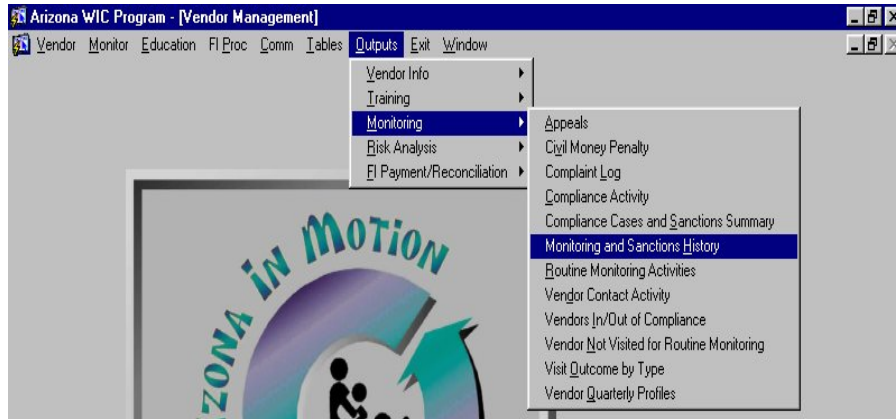 Arizona WIC Program - [Vendor Management]
Vendor Monitor Education FI Proc Comm Tables Outputs Exit Window
Vendor Info
Training
Monitoring
Risk Analysis
FI Payment/Reconciliation
Appeals
Civil Money Penalty
Complaint Log
Compliance Activity
Compliance Cases and Sanctions Summary
Monitoring and Sanctions History
Routine Monitoring Activities
Vendor Contact Activity
Vendors In/Out of Compliance
Vendor Not Visited for Routine Monitoring
Visit Outcome by Type
Vendor Quarterly Profiles
IZONA IN MOTION